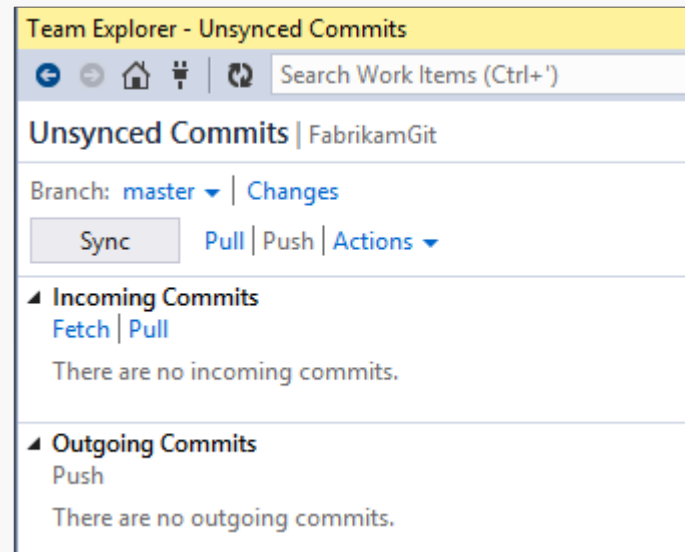 Team Explorer - Unsynced Commits
Search Work Items (Ctrl+')
Unsynced Commits | FabrikamGit
Branch: master | Changes
Sync Pull | Push | Actions
Incoming Commits
Fetch | Pull
There are no incoming commits.
Outgoing Commits
Push
There are no outgoing commits.